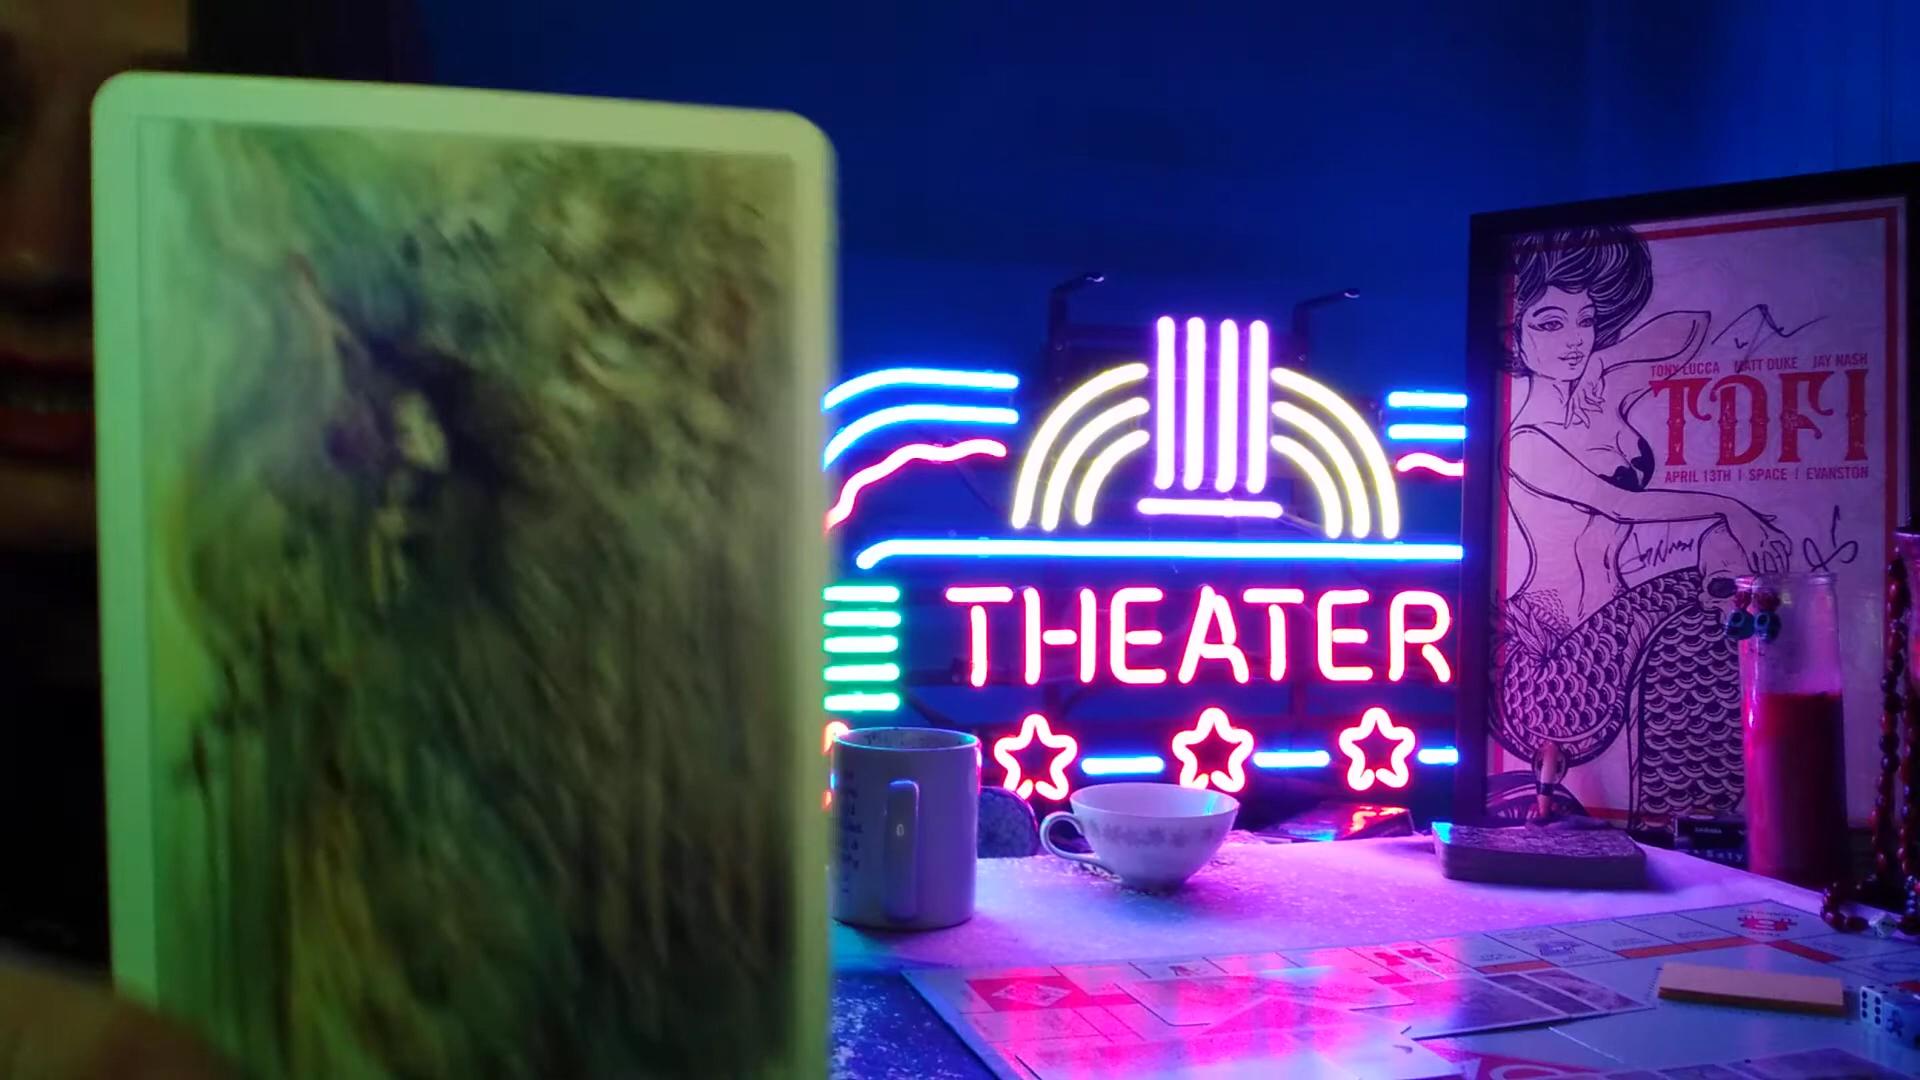 THEATER
TONY LUCCA MATT DUKE JAY NASH
TDFI
APRIL 13TH | SPACE | EVANSTON